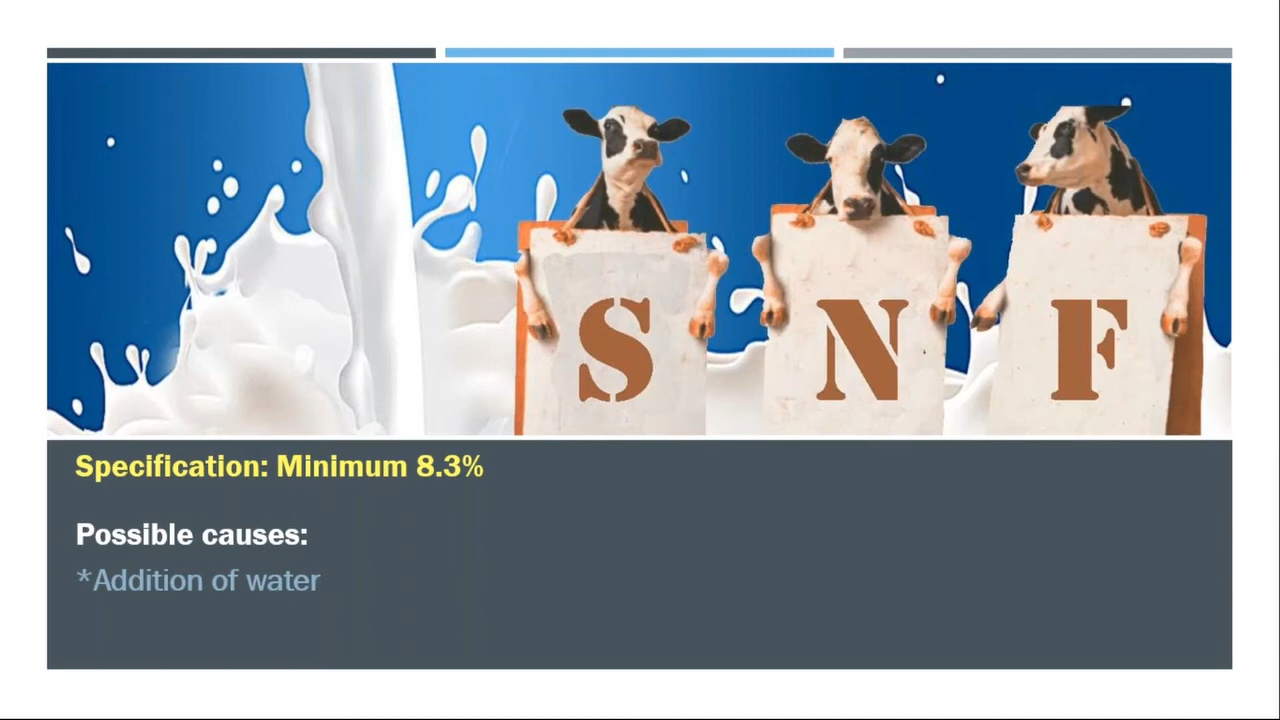 S N F
Specification: Minimum 8.3%
Possible causes:
*Addition of water